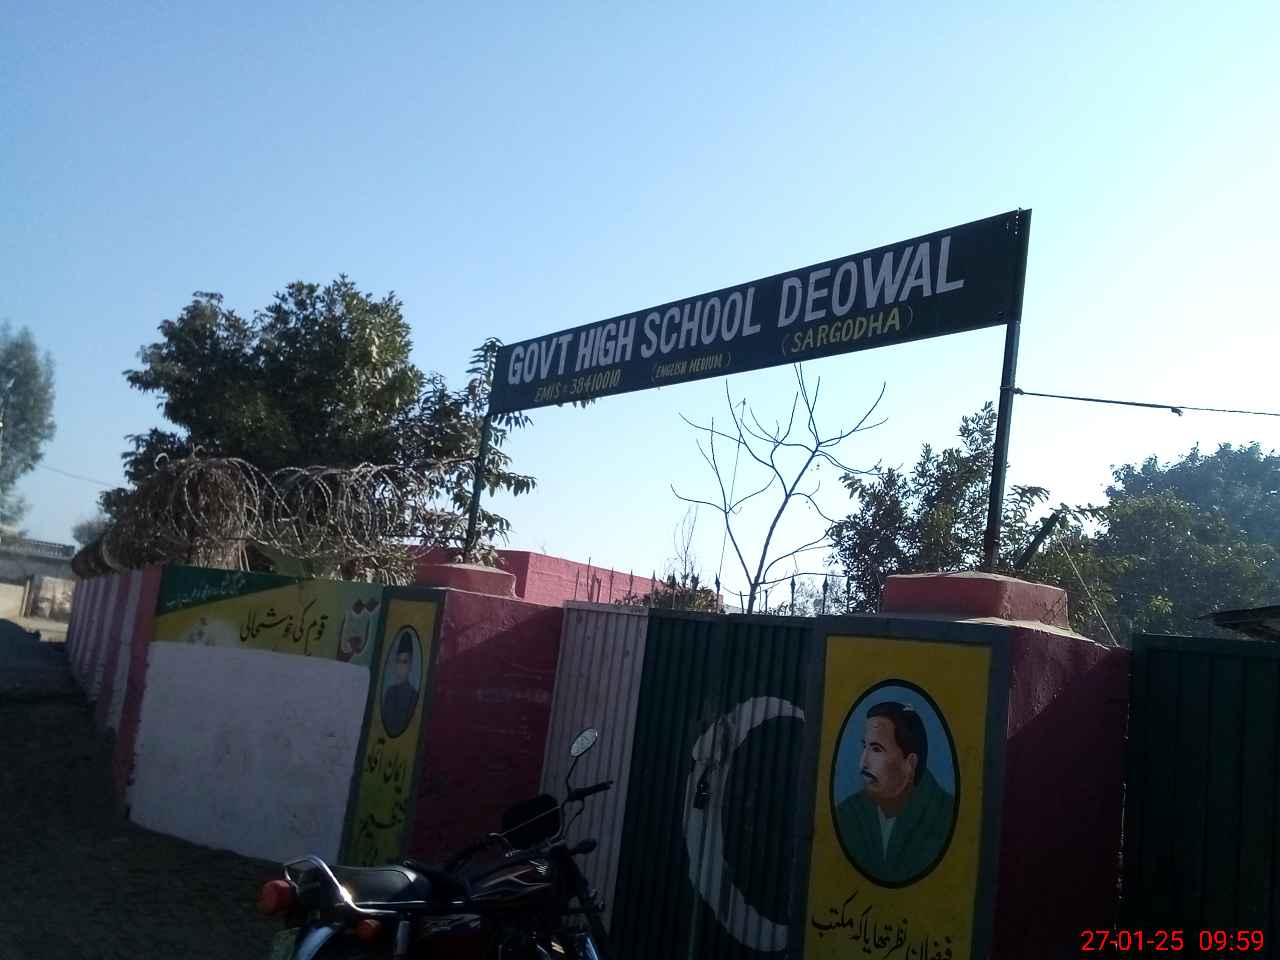 GOVT HIGH SCHOOL DEOWAL
EMIS: 38410010 (ENGLISH MEDIUM) (SARGODHA)
قوم کی خوشحالی
ایمان اتحاد
تنظیم
فیضان نظر تھا یا کہ مکتب
27-01-25 09:59